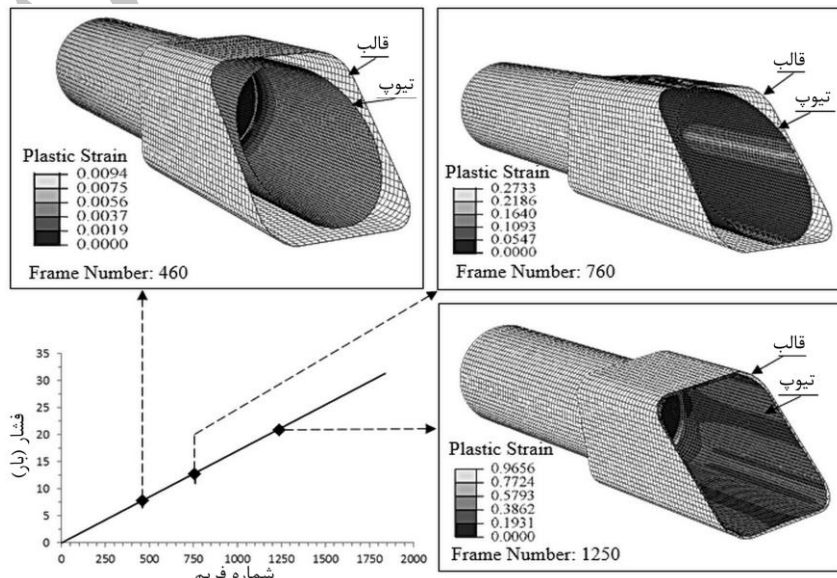 قالب
تیوپ
Plastic Strain
0.0094
0.0075
0.0056
0.0037
0.0019
0.0000
Frame Number: 460
قالب
تیوپ
Plastic Strain
0.2733
0.2186
0.1640
0.1093
0.0547
0.0000
Frame Number: 760
قالب
تیوپ
Plastic Strain
0.9656
0.7724
0.5793
0.3862
0.1931
0.0000
Frame Number: 1250
فشار (بار)
35
30
25
20
15
10
5
0
0 250 500 750 1000 1250 1500 1750 2000
شماره فریم